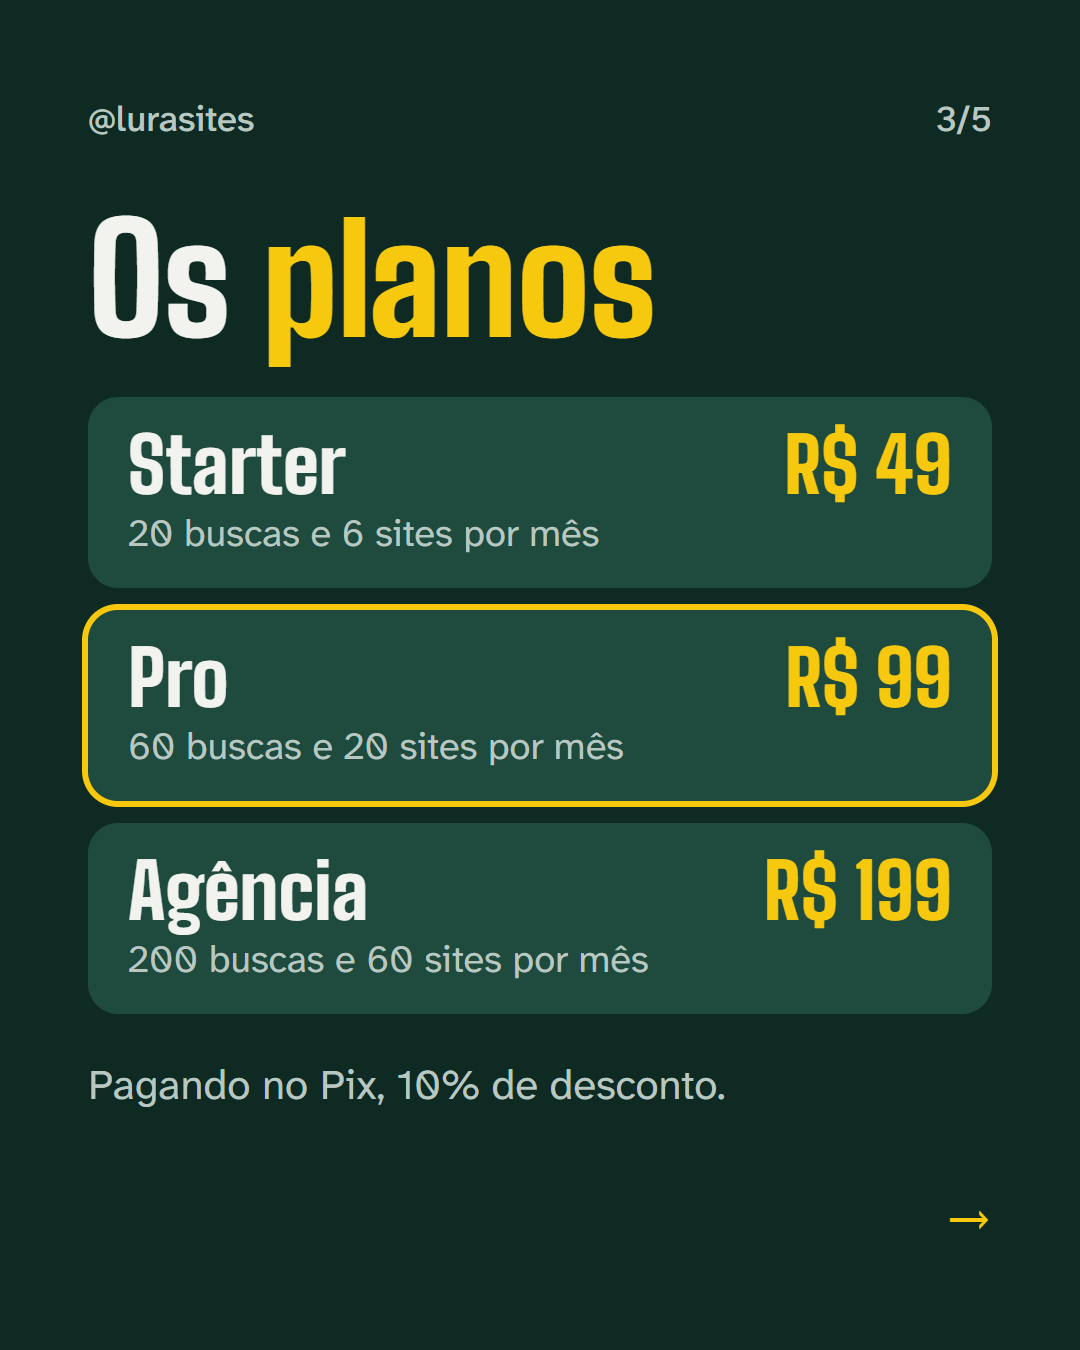 @lurasites
3/5
Os planos
Starter
R$ 49
20 buscas e 6 sites por mês
Pro
R$ 99
60 buscas e 20 sites por mês
Agência
R$ 199
200 buscas e 60 sites por mês
Pagando no Pix, 10% de desconto.
→